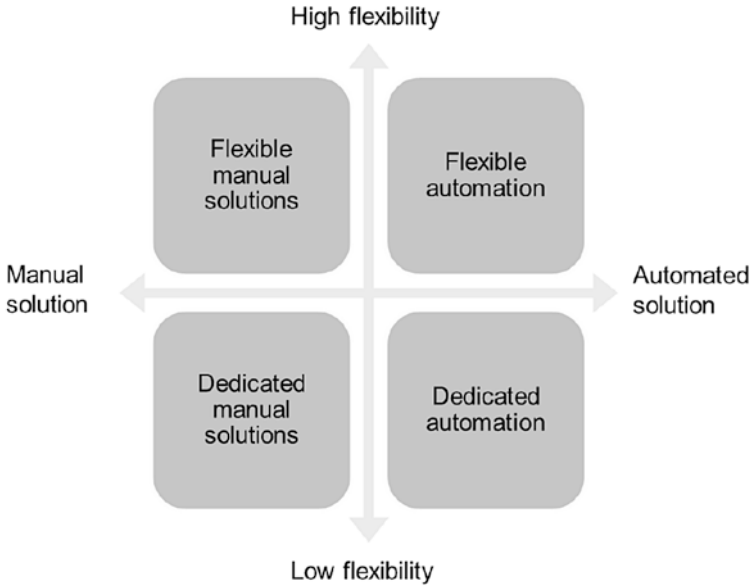 High flexibility
Flexible
manual
solutions
Flexible
automation
Manual
solution
Automated
solution
Dedicated
manual
solutions
Dedicated
automation
Low flexibility